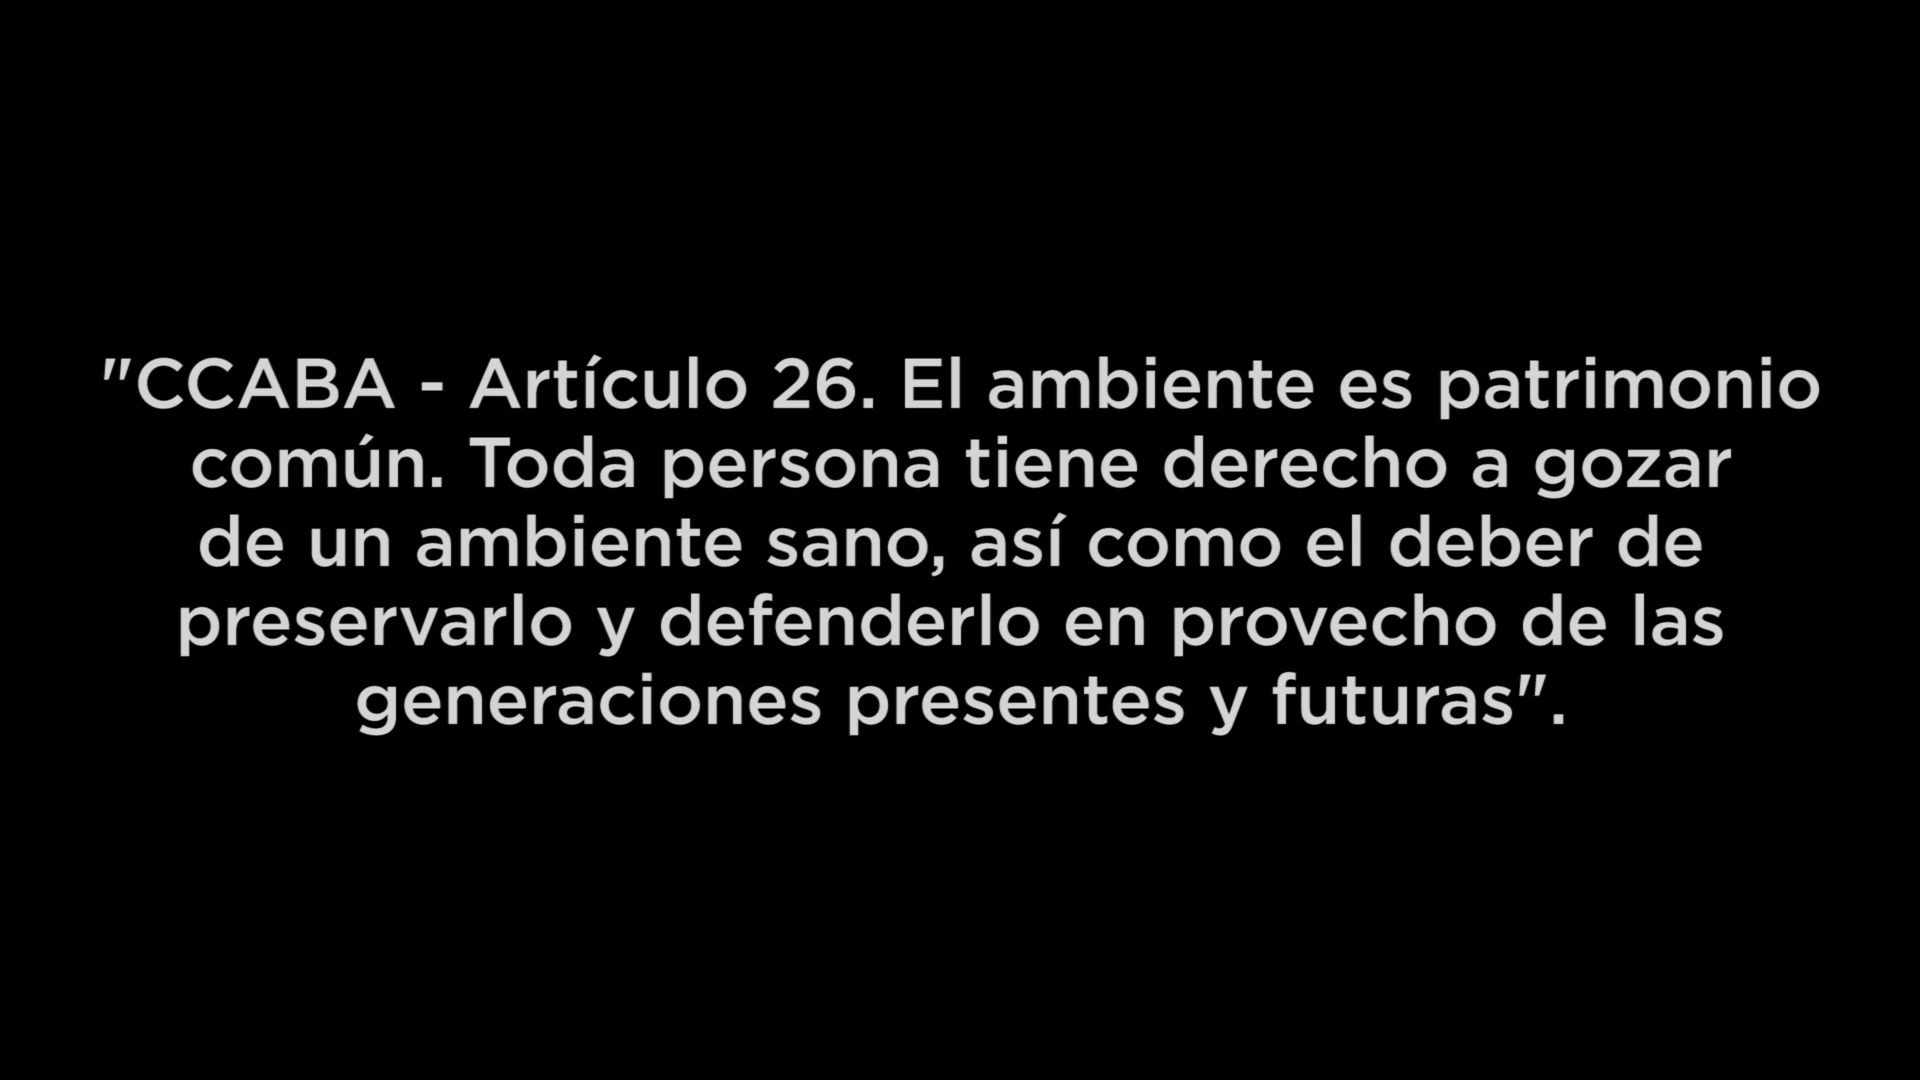 "CCABA - Artículo 26. El ambiente es patrimonio
común. Toda persona tiene derecho a gozar
de un ambiente sano, así como el deber de
preservarlo y defenderlo en provecho de las
generaciones presentes y futuras".